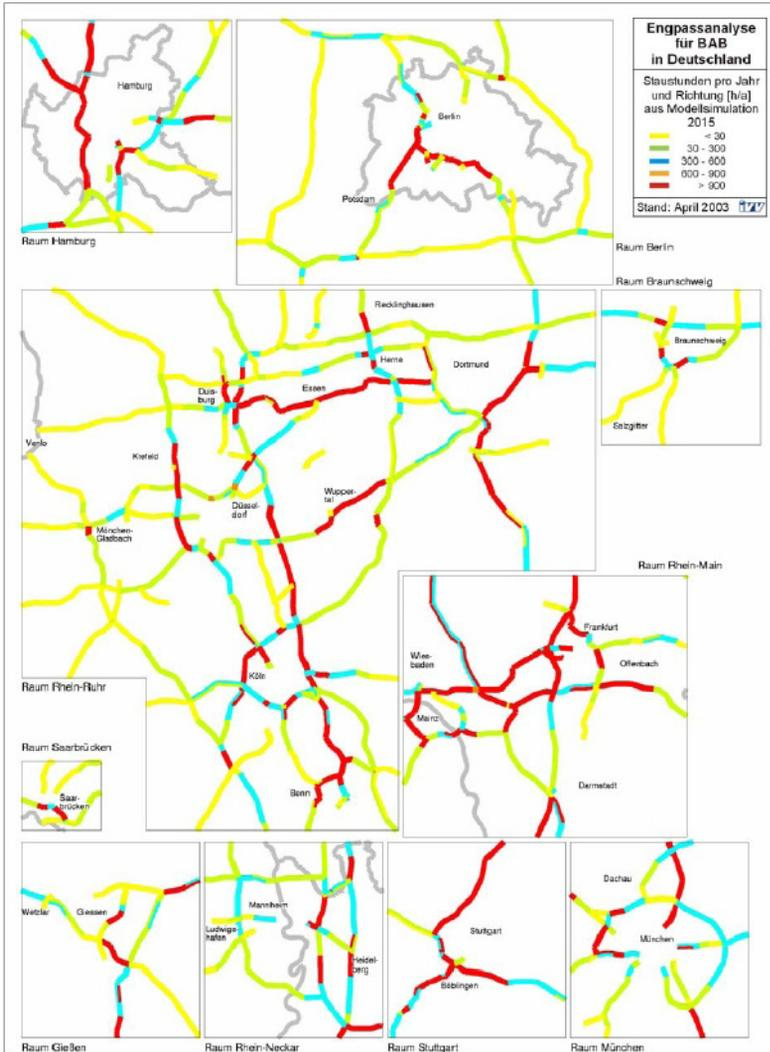 Engpassanalyse
für BAB
in Deutschland
Staustunden pro Jahr
und Richtung [h/a]
aus Modellsimulation
2015
< 30
30 - 300
300 - 600
600 - 900
> 900
Stand: April 2003 ivv
Hamburg
Raum Hamburg
Berlin
Potsdam
Raum Berlin
Raum Braunschweig
Braunschweig
Salzgitter
Recklinghausen
Herne
Dortmund
Essen
Duis-
burg
Venlo
Krefeld
Wupper-
tal
Düssel-
dorf
Mönchen-
Gladbach
Köln
Bonn
Raum Rhein-Ruhr
Raum Rhein-Main
Frankfurt
Wies-
baden
Offenbach
Mainz
Darmstadt
Raum Saarbrücken
Saar-
brücken
Wetzlar
Giessen
Raum Gießen
Mannheim
Ludwigs-
hafen
Heidel-
berg
Raum Rhein-Neckar
Stuttgart
Böblingen
Raum Stuttgart
Dachau
München
Raum München